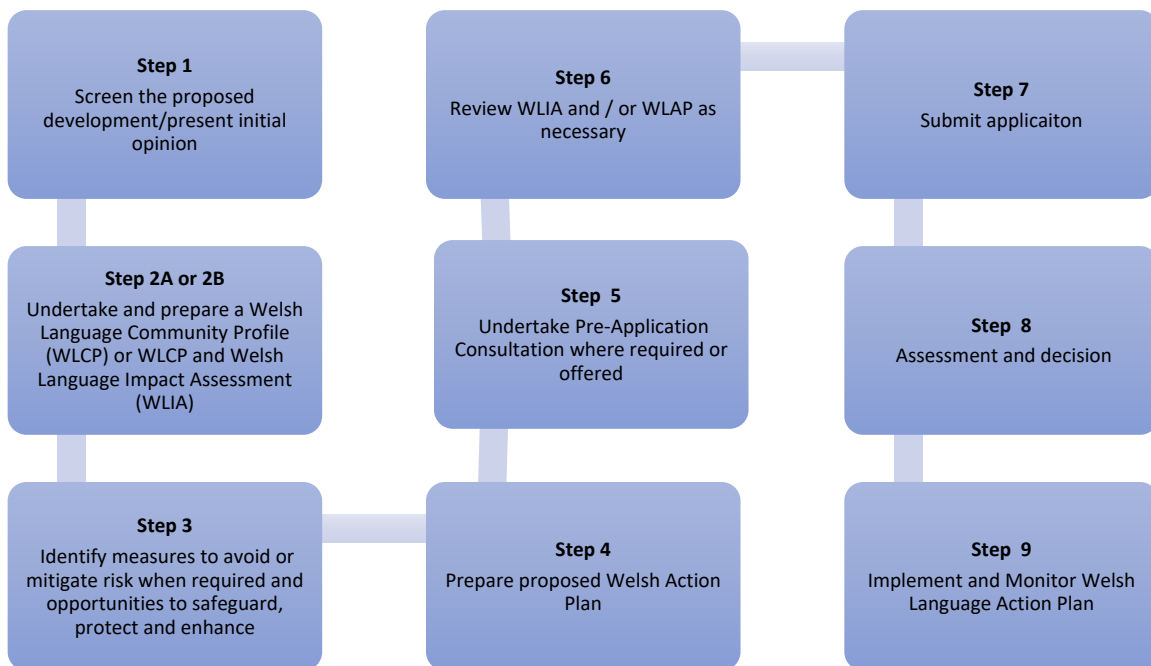 Step 1
Screen the proposed
development/present initial
opinion
Step 2A or 2B
Undertake and prepare a Welsh
Language Community Profile
(WLCP) or WLCP and Welsh
Language Impact Assessment
(WLIA)
Step 3
Identify measures to avoid or
mitigate risk when required and
opportunities to safeguard,
protect and enhance
Step 4
Prepare proposed Welsh Action
Plan
Step 5
Undertake Pre-Application
Consultation where required or
offered
Step 6
Review WLIA and / or WLAP as
necessary
Step 7
Submit applicaiton
Step 8
Assessment and decision
Step 9
Implement and Monitor Welsh
Language Action Plan